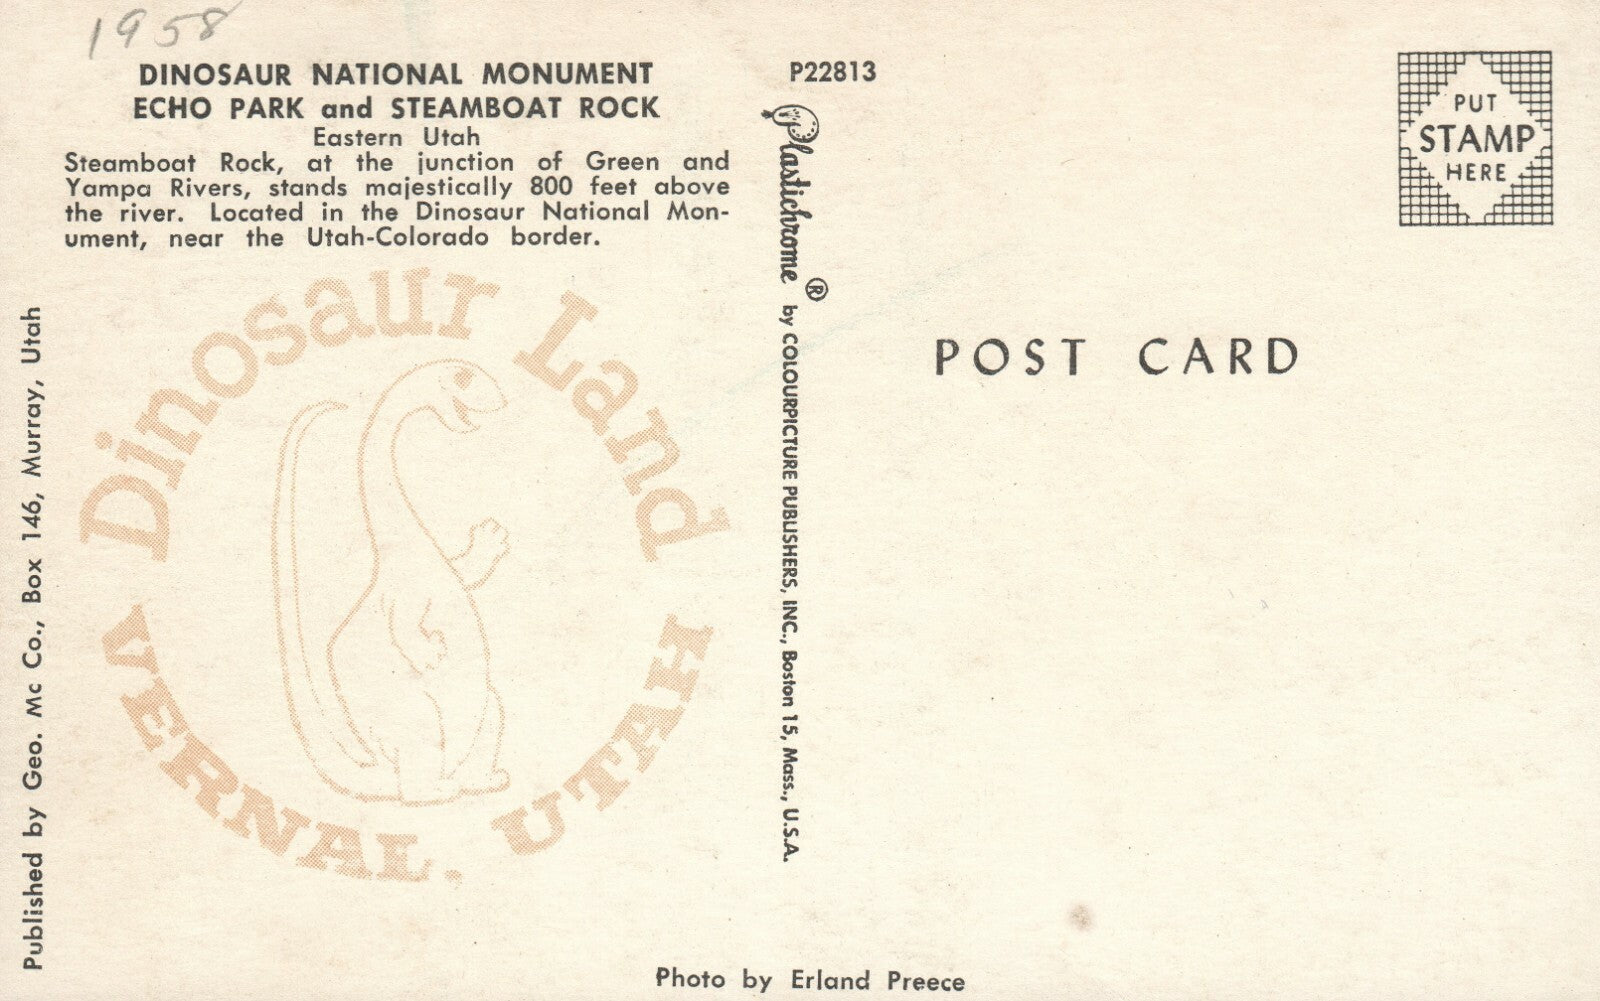 1958
DINOSAUR NATIONAL MONUMENT
ECHO PARK and STEAMBOAT ROCK
Eastern Utah
Steamboat Rock, at the junction of Green and
Yampa Rivers, stands majestically 800 feet above
the river. Located in the Dinosaur National Mon-
ument, near the Utah-Colorado border.
Dinosaur Land
VERNAL. UTAH
Published by Geo. Mc Co., Box 146, Murray, Utah
P22813
Plastichrome ® by COLOURPICTURE PUBLISHERS, INC., Boston 15, Mass., U.S.A.
PUT
STAMP
HERE
POST CARD
Photo by Erland Preece